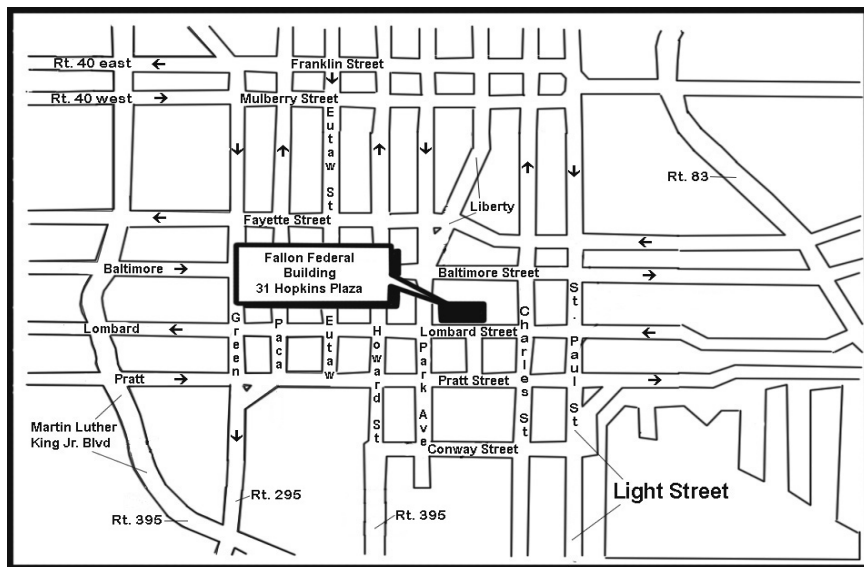 Rt. 40 east
Franklin Street
Rt. 40 west
Mulberry Street
Eutaw St
Rt. 83
Liberty
Fayette Street
Fallon Federal
Building
31 Hopkins Plaza
Baltimore
Baltimore Street
St. Paul St
Green
Paca
Eutaw
Howard St
Park Ave
Charles St
Lombard
Lombard Street
Pratt
Pratt Street
Martin Luther
King Jr. Blvd
Conway Street
Light Street
Rt. 295
Rt. 395
Rt. 395